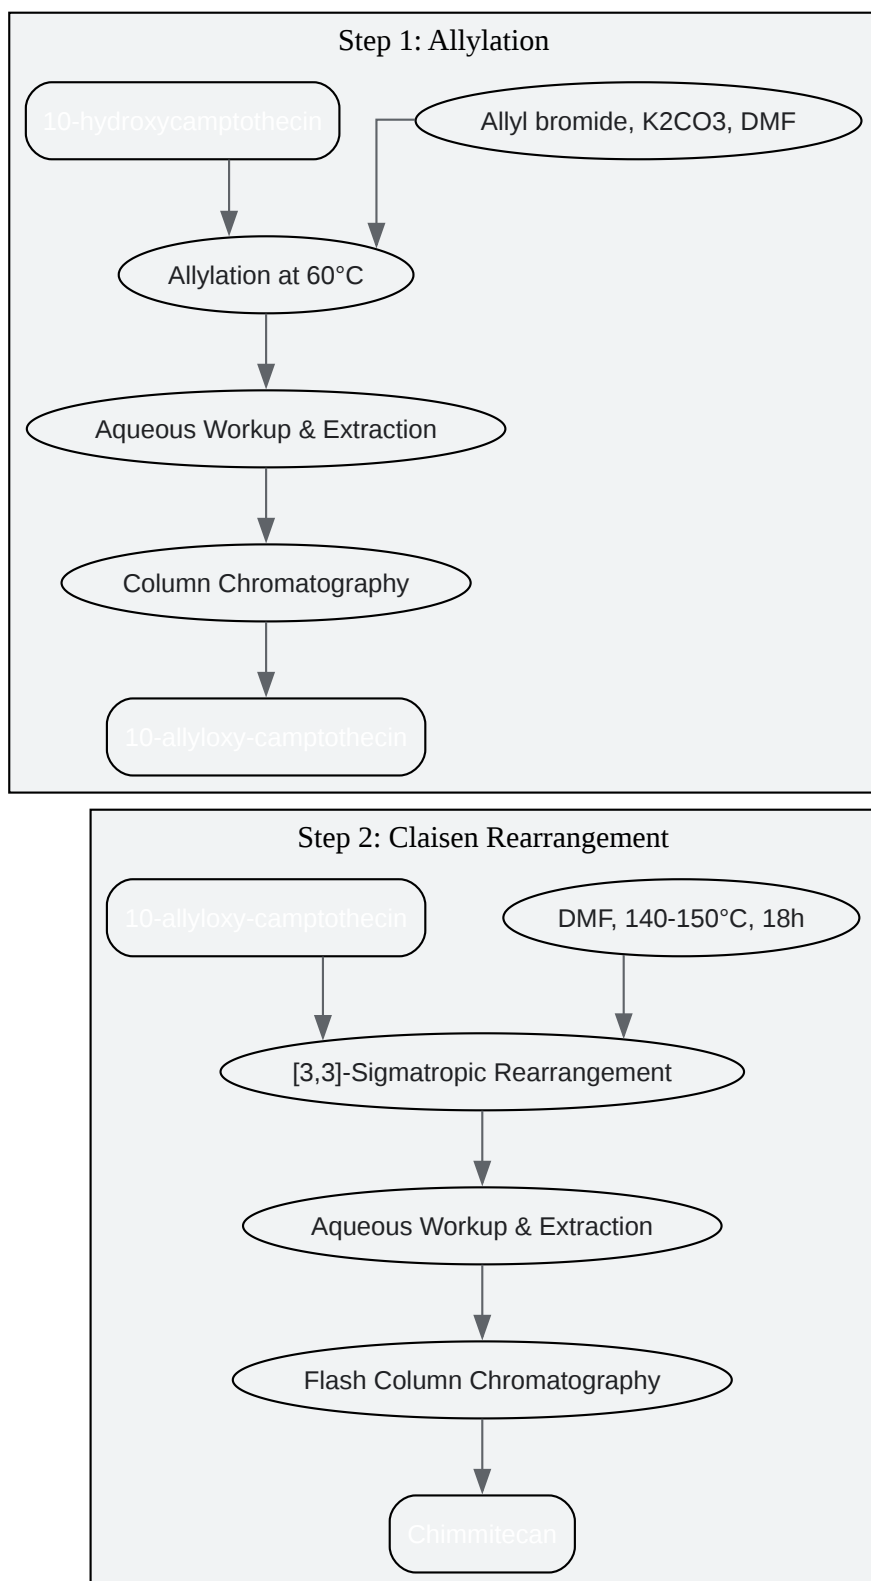 Step 1: Allylation
10-hydroxycamptothecin
Allyl bromide, K2CO3, DMF
Allylation at 60°C
Aqueous Workup & Extraction
Column Chromatography
10-allyloxy-camptothecin
Step 2: Claisen Rearrangement
10-allyloxy-camptothecin
DMF, 140-150°C, 18h
[3,3]-Sigmatropic Rearrangement
Aqueous Workup & Extraction
Flash Column Chromatography
Chimmitecan